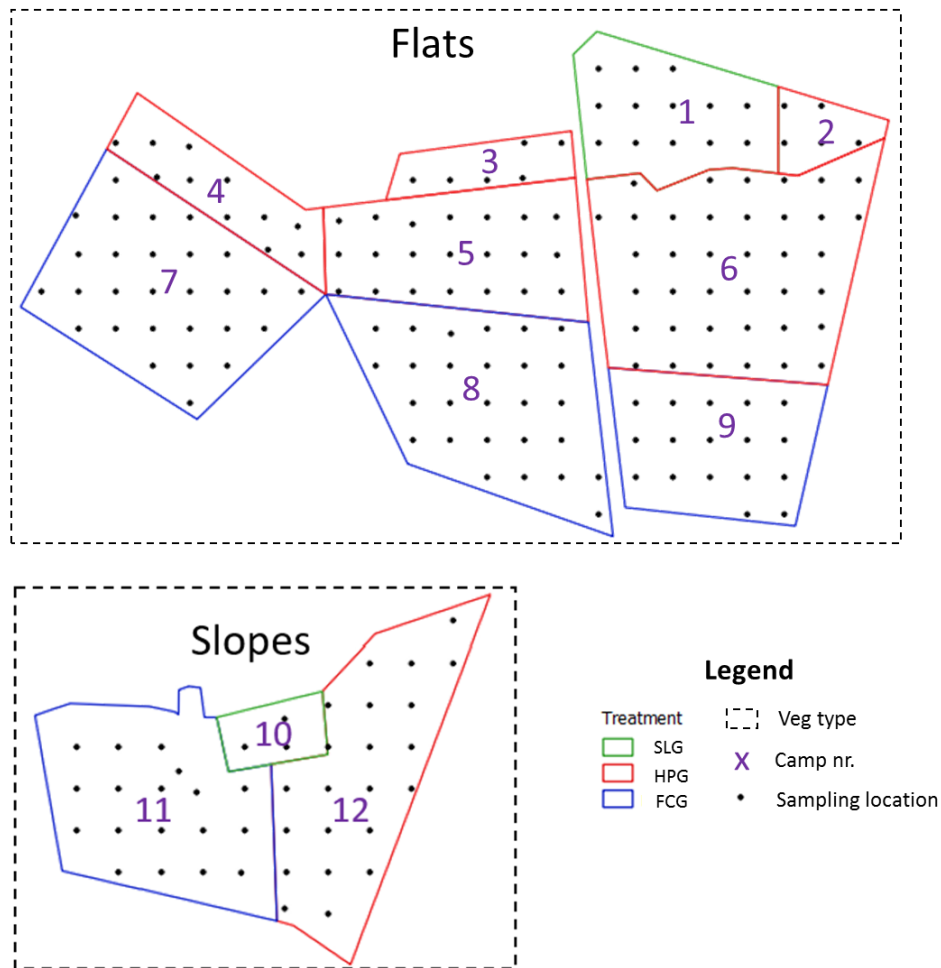 Flats
1
2
3
4
5
6
7
8
9
Slopes
10
11
12
Legend
Treatment
SLG
HPG
FCG
Veg type
X Camp nr.
Sampling location